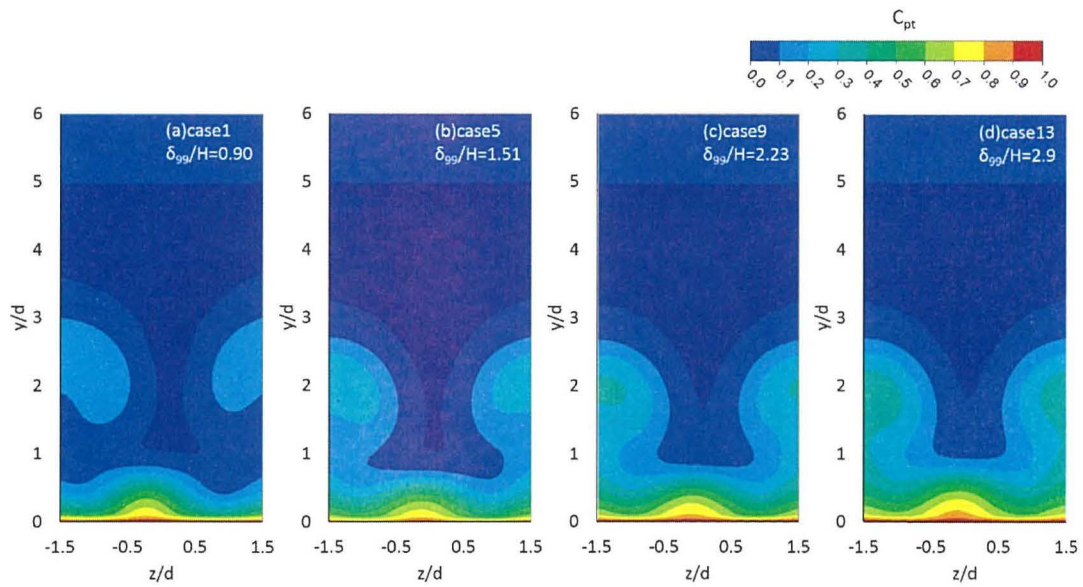 C_pt
0.0 0.1 0.2 0.3 0.4 0.5 0.6 0.7 0.8 0.9 1.0
6 5 4 3 2 1 0
y/d
(a)case1
δ99/H=0.90
-1.5 -0.5 0.5 1.5
z/d
6 5 4 3 2 1 0
y/d
(b)case5
δ99/H=1.51
-1.5 -0.5 0.5 1.5
z/d
6 5 4 3 2 1 0
y/d
(c)case9
δ99/H=2.23
-1.5 -0.5 0.5 1.5
z/d
6 5 4 3 2 1 0
y/d
(d)case13
δ99/H=2.9
-1.5 -0.5 0.5 1.5
z/d